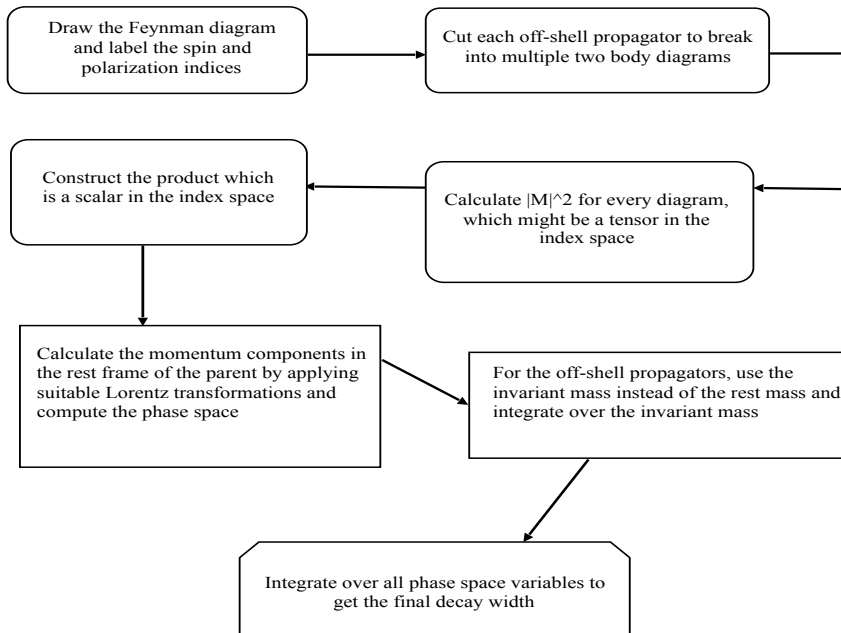 Draw the Feynman diagram
and label the spin and
polarization indices
Cut each off-shell propagator to break
into multiple two body diagrams
Construct the product which
is a scalar in the index space
Calculate |M|^2 for every diagram,
which might be a tensor in the
index space
Calculate the momentum components in
the rest frame of the parent by applying
suitable Lorentz transformations and
compute the phase space
For the off-shell propagators, use the
invariant mass instead of the rest mass and
integrate over the invariant mass
Integrate over all phase space variables to
get the final decay width